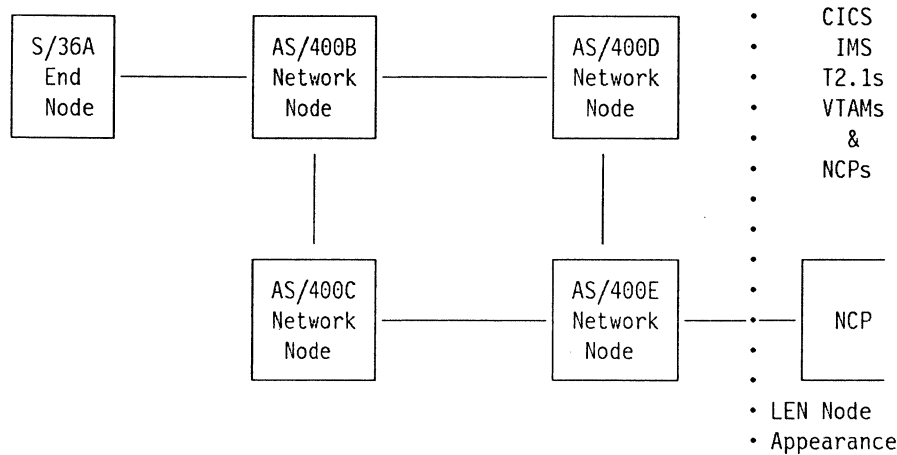 S/36A
End
Node
AS/400B
Network
Node
AS/400D
Network
Node
CICS
IMS
T2.1s
VTAMs
&
NCPs
AS/400C
Network
Node
AS/400E
Network
Node
NCP
LEN Node
Appearance